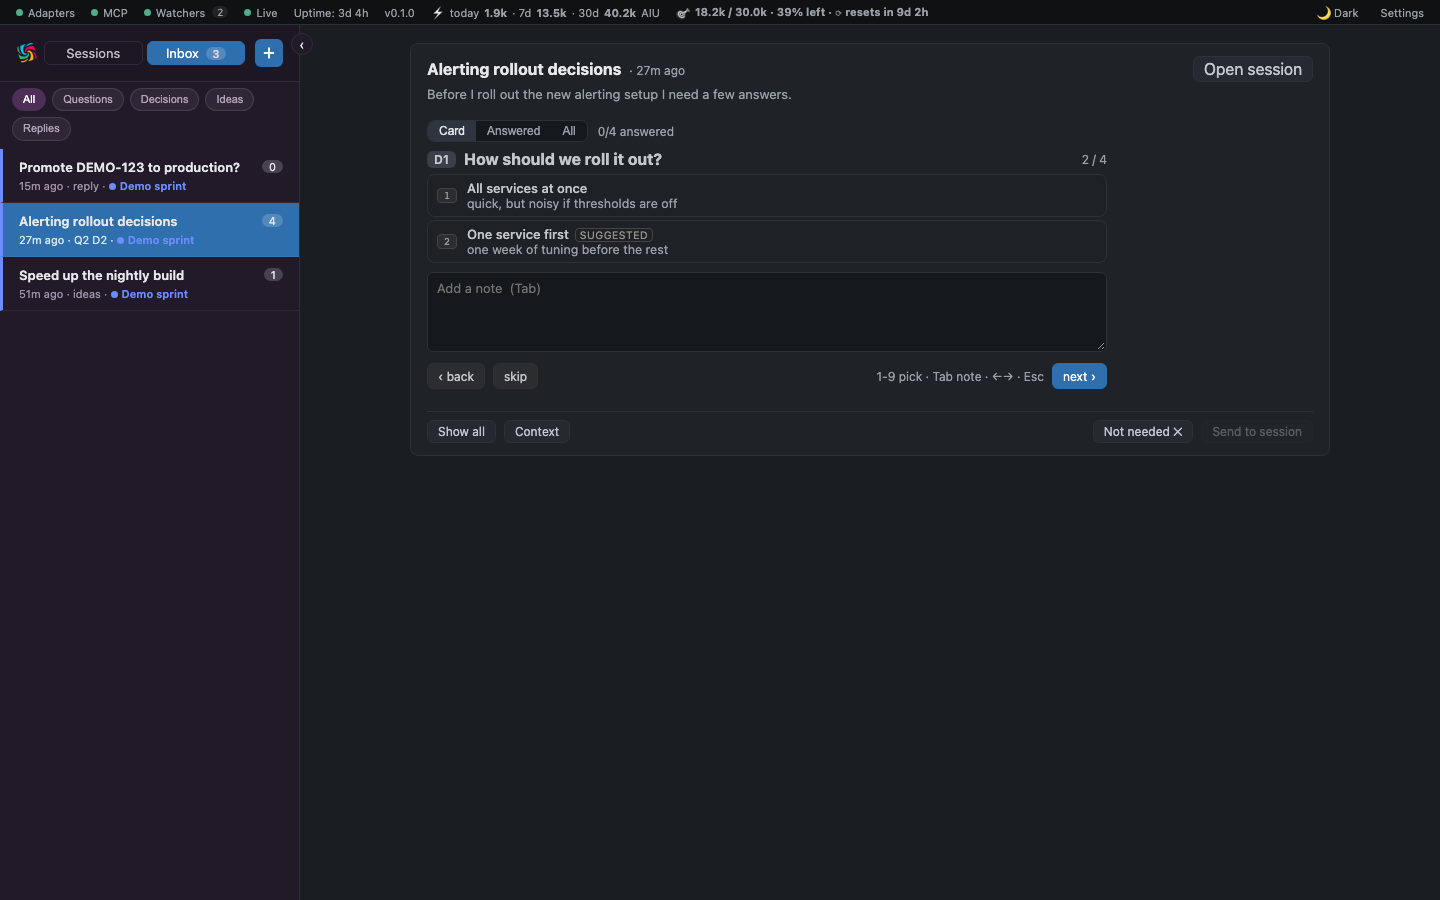 Adapters MCP Watchers 2 Live Uptime: 3d 4h v0.1.0 ⚡ today 1.9k · 7d 13.5k · 30d 40.2k AIU 18.2k / 30.0k · 39% left · resets in 9d 2h Dark Settings
Sessions Inbox 3 + ‹
All Questions Decisions Ideas
Replies
Promote DEMO-123 to production? 0
15m ago · reply · Demo sprint
Alerting rollout decisions 4
27m ago · Q2 D2 · Demo sprint
Speed up the nightly build 1
51m ago · ideas · Demo sprint
Alerting rollout decisions · 27m ago Open session
Before I roll out the new alerting setup I need a few answers.
Card Answered All 0/4 answered
D1 How should we roll it out? 2 / 4
1 All services at once
quick, but noisy if thresholds are off
2 One service first SUGGESTED
one week of tuning before the rest
Add a note (Tab)
‹ back skip 1-9 pick · Tab note · ←→ · Esc next ›
Show all Context Not needed ✕ Send to session